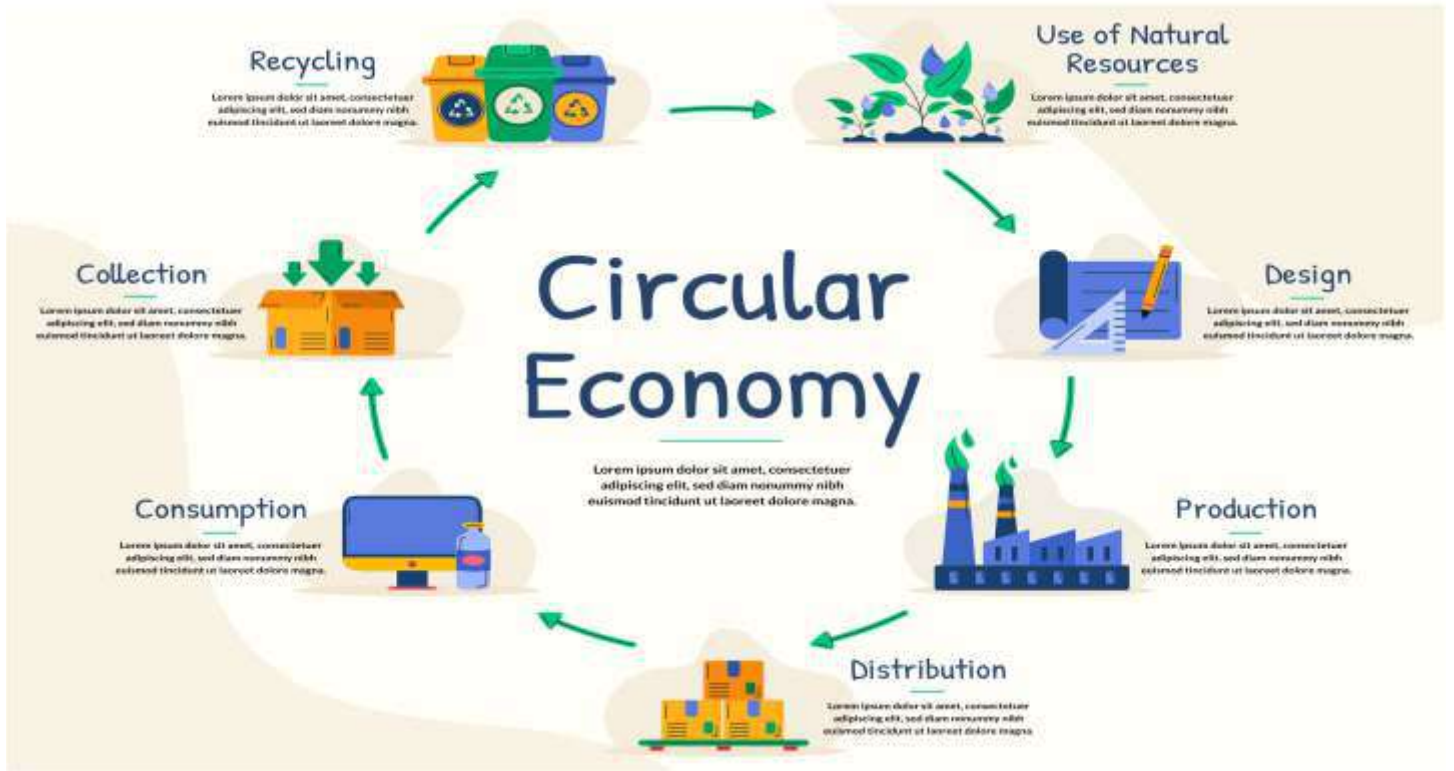 Recycling
Lorem ipsum dolor sit amet, consectetuer
adipiscing elit, sed diam nonummy nibh
euismod tincidunt ut laoreet dolore magna.
Use of Natural
Resources
Lorem ipsum dolor sit amet, consectetuer
adipiscing elit, sed diam nonummy nibh
euismod tincidunt ut laoreet dolore magna.
Collection
Lorem ipsum dolor sit amet, consectetuer
adipiscing elit, sed diam nonummy nibh
euismod tincidunt ut laoreet dolore magna.
Circular
Economy
Lorem ipsum dolor sit amet, consectetuer
adipiscing elit, sed diam nonummy nibh
euismod tincidunt ut laoreet dolore magna.
Design
Lorem ipsum dolor sit amet, consectetuer
adipiscing elit, sed diam nonummy nibh
euismod tincidunt ut laoreet dolore magna.
Consumption
Lorem ipsum dolor sit amet, consectetuer
adipiscing elit, sed diam nonummy nibh
euismod tincidunt ut laoreet dolore magna.
Production
Lorem ipsum dolor sit amet, consectetuer
adipiscing elit, sed diam nonummy nibh
euismod tincidunt ut laoreet dolore magna.
Distribution
Lorem ipsum dolor sit amet, consectetuer
adipiscing elit, sed diam nonummy nibh
euismod tincidunt ut laoreet dolore magna.